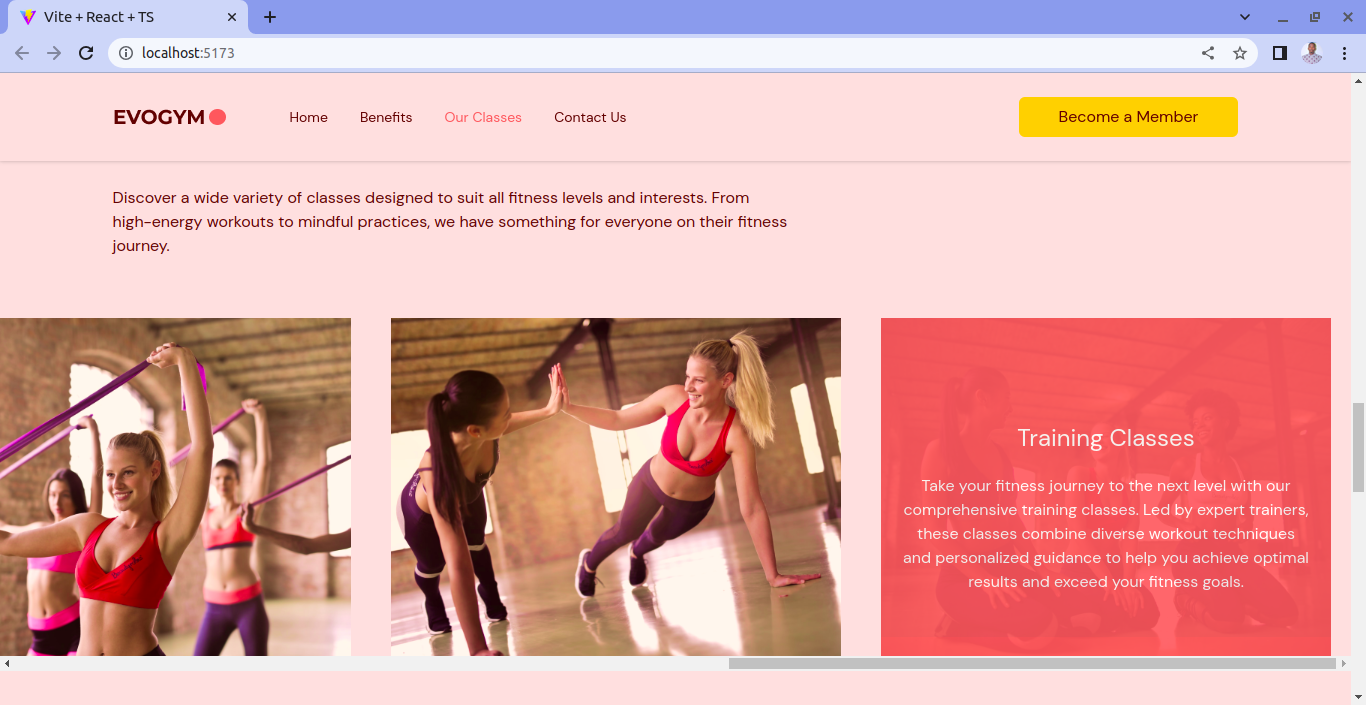 Vite + React + TS
localhost:5173
EVOGYM
Home
Benefits
Our Classes
Contact Us
Become a Member
Discover a wide variety of classes designed to suit all fitness levels and interests. From
high-energy workouts to mindful practices, we have something for everyone on their fitness
journey.
Training Classes
Take your fitness journey to the next level with our
comprehensive training classes. Led by expert trainers,
these classes combine diverse workout techniques
and personalized guidance to help you achieve optimal
results and exceed your fitness goals.